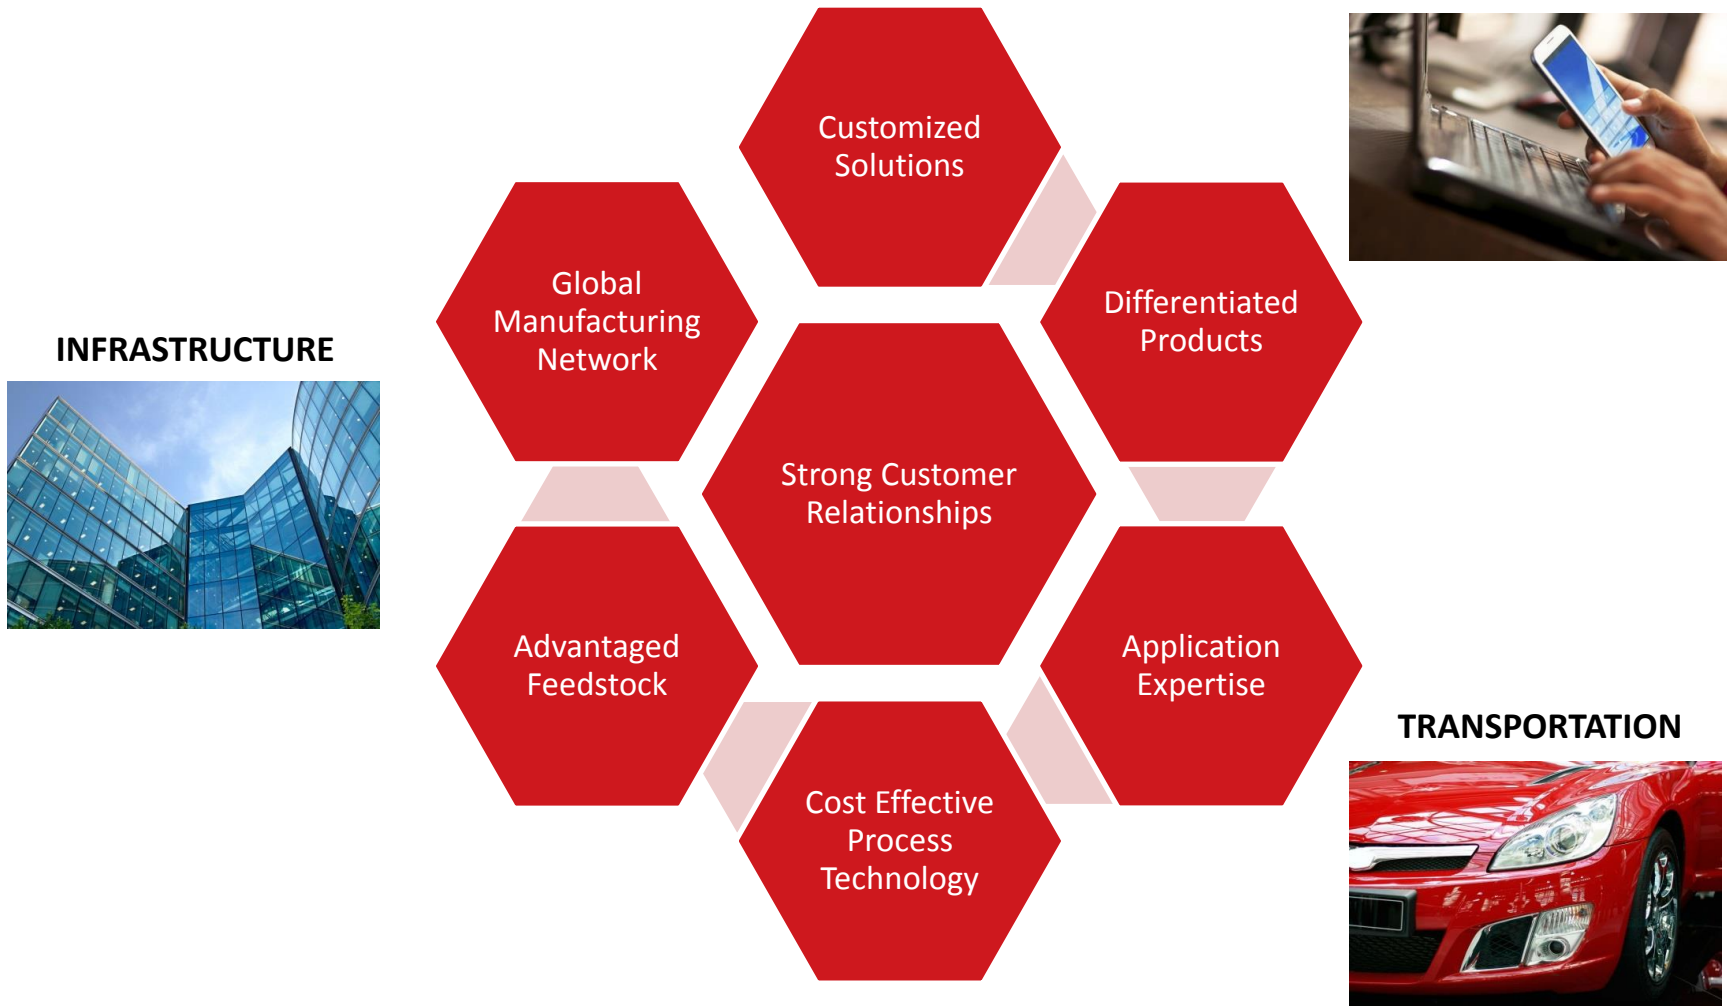 Customized
Solutions
Global
Manufacturing
Network
Differentiated
Products
INFRASTRUCTURE
Strong Customer
Relationships
Advantaged
Feedstock
Application
Expertise
TRANSPORTATION
Cost Effective
Process
Technology